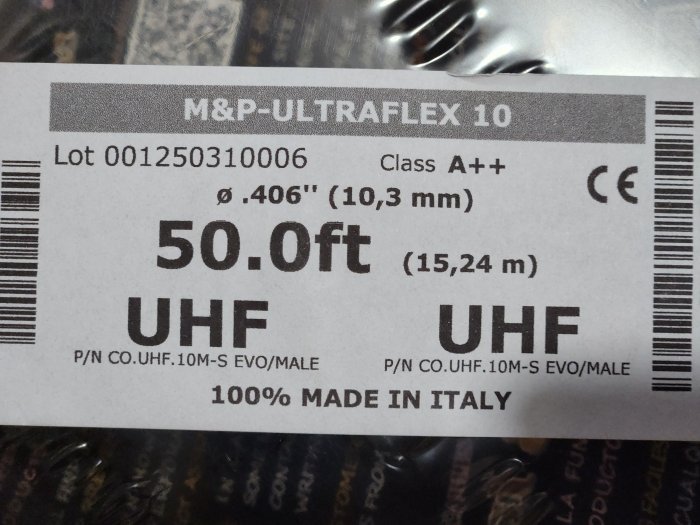 M&P-ULTRAFLEX 10
Lot 001250310006 Class A++
ø .406" (10,3 mm)
CE
50.0ft (15,24 m)
UHF UHF
P/N CO.UHF.10M-S EVO/MALE P/N CO.UHF.10M-S EVO/MALE
100% MADE IN ITALY